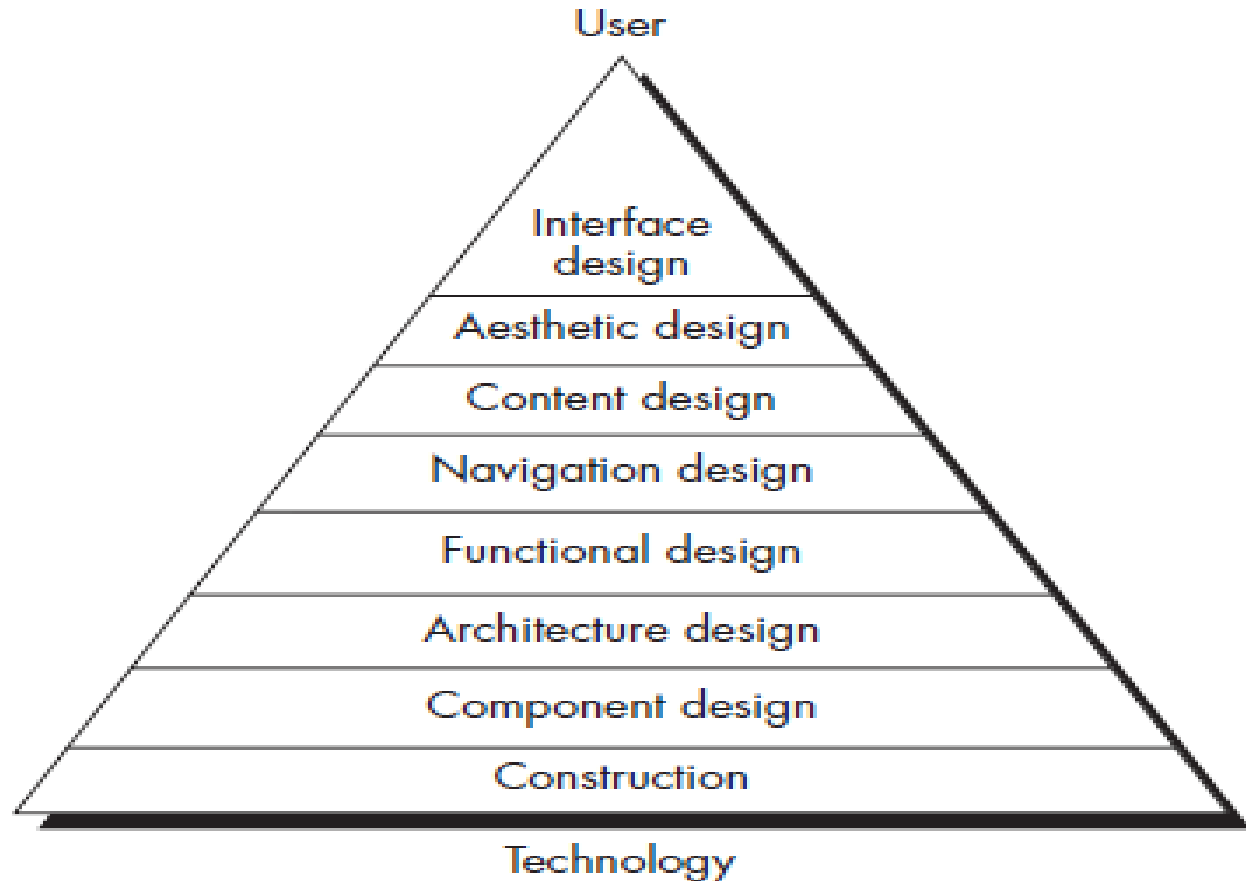 User
Interface
design
Aesthetic design
Content design
Navigation design
Functional design
Architecture design
Component design
Construction
Technology